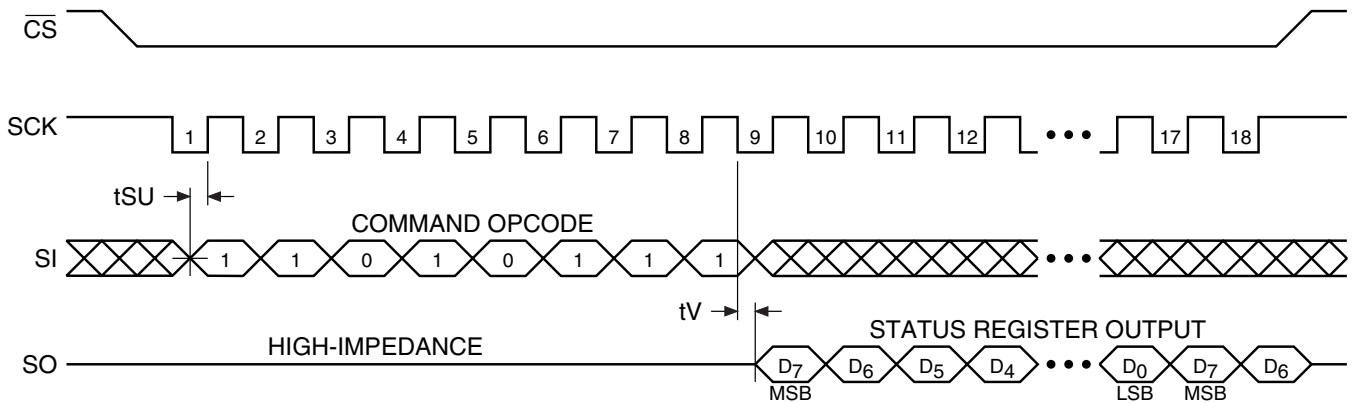 CS
SCK 1 2 3 4 5 6 7 8 9 10 11 12 ••• 17 18
tSU
COMMAND OPCODE
SI 1 1 0 1 0 1 1 1 •••
tV
HIGH-IMPEDANCE STATUS REGISTER OUTPUT
SO D7 D6 D5 D4 ••• D0 D7 D6
MSB LSB MSB